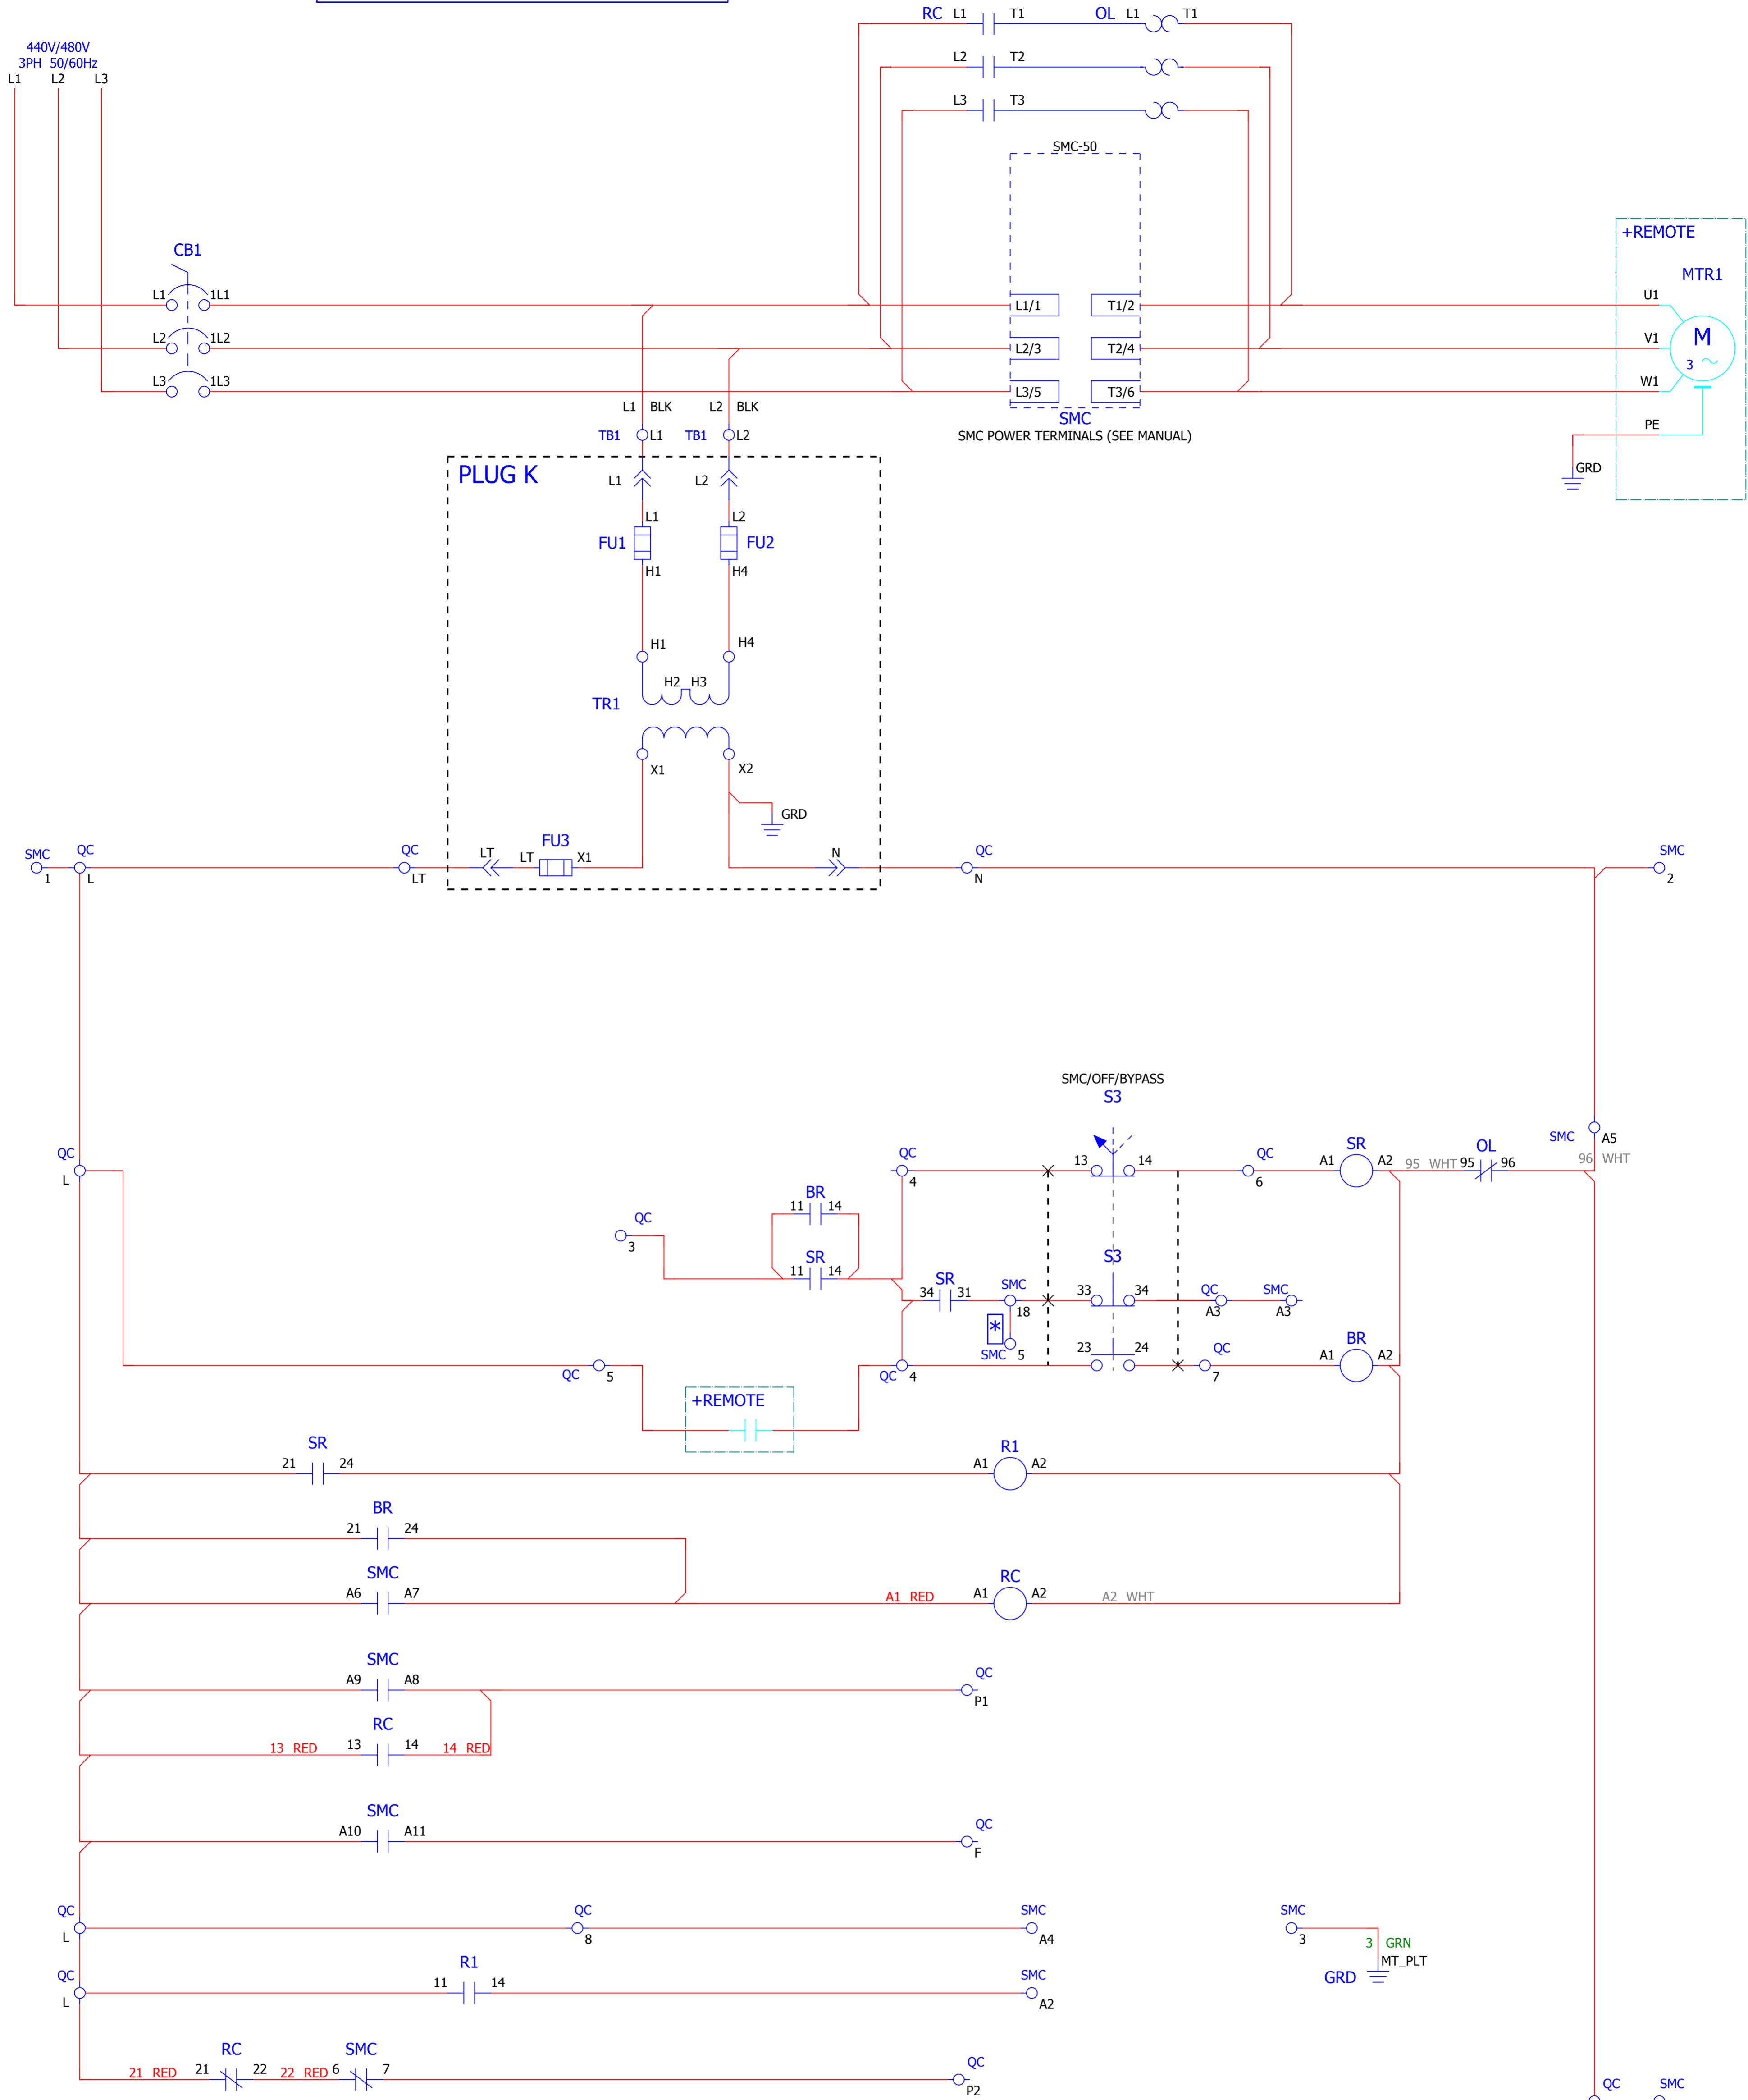 RC L1 T1 OL L1 T1
440V/480V
3PH 50/60Hz
L1 L2 L3
L2 T2
L3 T3
SMC-50
+REMOTE
MTR1
CB1
L1 1L1 L1/1 T1/2 U1
L2 1L2 L2/3 T2/4 V1 M
3
L3 1L3 L3/5 T3/6 W1
L1 BLK L2 BLK
SMC
SMC POWER TERMINALS (SEE MANUAL)
PE
TB1 L1 TB1 L2
GRD
PLUG K
L1 L2
L1 L2
FU1 FU2
H1 H4
H1 H4
H2 H3
TR1
X1 X2
GRD
SMC QC QC FU3 QC SMC
LT LT X1 N
1 L LT N 2
SMC/OFF/BYPASS
S3
SMC A5
QC QC 13 14 QC SR OL
A1 A2 95 WHT 95 96 96 WHT
L 4 6
BR
11 14
QC
3
SR S3
11 14
SR SMC QC SMC
34 31 33 34
18 A3 A3
*
SMC 5 23 24 QC BR
A1 A2
QC 5 QC 4 7
+REMOTE
SR R1
21 24 A1 A2
BR
21 24
SMC RC
A6 A7 A1 RED A1 A2 A2 WHT
SMC QC
A9 A8 P1
RC
13 RED 13 14 14 RED
SMC QC
A10 A11 F
QC QC SMC SMC
L 8 A4 3
3 GRN
MT_PLT
GRD
QC R1 SMC
11 14
L A2
RC SMC QC
21 RED 21 22 22 RED 6 7 P2
QC SMC